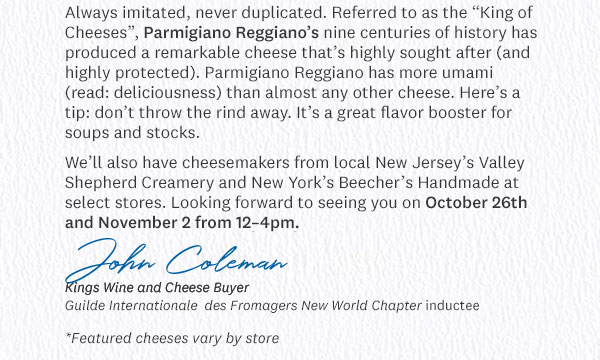 Always imitated, never duplicated. Referred to as the “King of
Cheeses”, Parmigiano Reggiano’s nine centuries of history has
produced a remarkable cheese that’s highly sought after (and
highly protected). Parmigiano Reggiano has more umami
(read: deliciousness) than almost any other cheese. Here’s a
tip: don’t throw the rind away. It’s a great flavor booster for
soups and stocks.
We’ll also have cheesemakers from local New Jersey’s Valley
Shepherd Creamery and New York’s Beecher’s Handmade at
select stores. Looking forward to seeing you on October 26th
and November 2 from 12–4pm.
John Coleman
Kings Wine and Cheese Buyer
Guilde Internationale des Fromagers New World Chapter inductee
*Featured cheeses vary by store